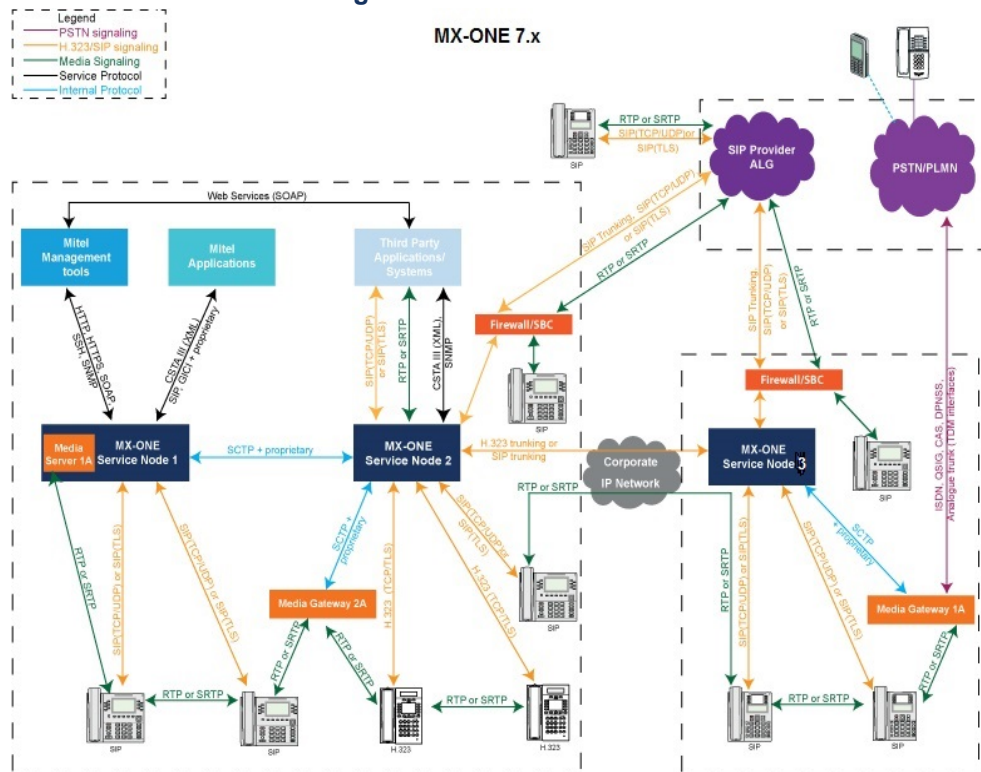 Legend
PSTN signaling
H.323/SIP signaling
Media Signaling
Service Protocol
Internal Protocol
MX-ONE 7.x
RTP or SRTP
SIP(TCP/UDP)or
SIP(TLS)
SIP
SIP Provider
ALG
PSTN/PLMN
Web Services (SOAP)
Mitel
Management
tools
Mitel
Applications
Third Party
Applications/
Systems
SIP Trunking, SIP(TCP/UDP)
or SIP(TLS)
RTP or SRTP
SIP Trunking,
SIP(TCP/UDP)
or SIP(TLS)
RTP or SRTP
HTTP, HTTPS, SOAP,
SSH, SNMP
CSTA III (XML)
SIP, GICI + proprietary
SIP(TCP/UDP)
or SIP(TLS)
RTP or SRTP
CSTA III (XML),
SNMP
Firewall/SBC
SIP
Firewall/SBC
SIP
ISDN, QSIG, CAS, DPNSS,
Analogue trunk (TDM interfaces)
Media
Server 1A
MX-ONE
Service Node 1
SCTP + proprietary
MX-ONE
Service Node 2
H.323 trunking or
SIP trunking
Corporate
IP Network
MX-ONE
Service Node 3
RTP or SRTP
SIP(TCP/UDP) or SIP(TLS)
SIP(TCP/UDP) or SIP(TLS)
SCTP +
proprietary
H.323 (TCP/TLS)
SIP(TCP/UDP)or
SIP(TLS)
H.323 (TCP/TLS)
RTP or SRTP
SIP
RTP or SRTP
SIP(TCP/UDP) or SIP(TLS)
SIP(TCP/UDP) or SIP(TLS)
SCTP
+ proprietary
Media Gateway 2A
Media Gateway 1A
RTP or SRTP
RTP or SRTP
RTP or SRTP
RTP or SRTP
RTP or SRTP
RTP or SRTP
SIP
SIP
H.323
H.323
SIP
SIP